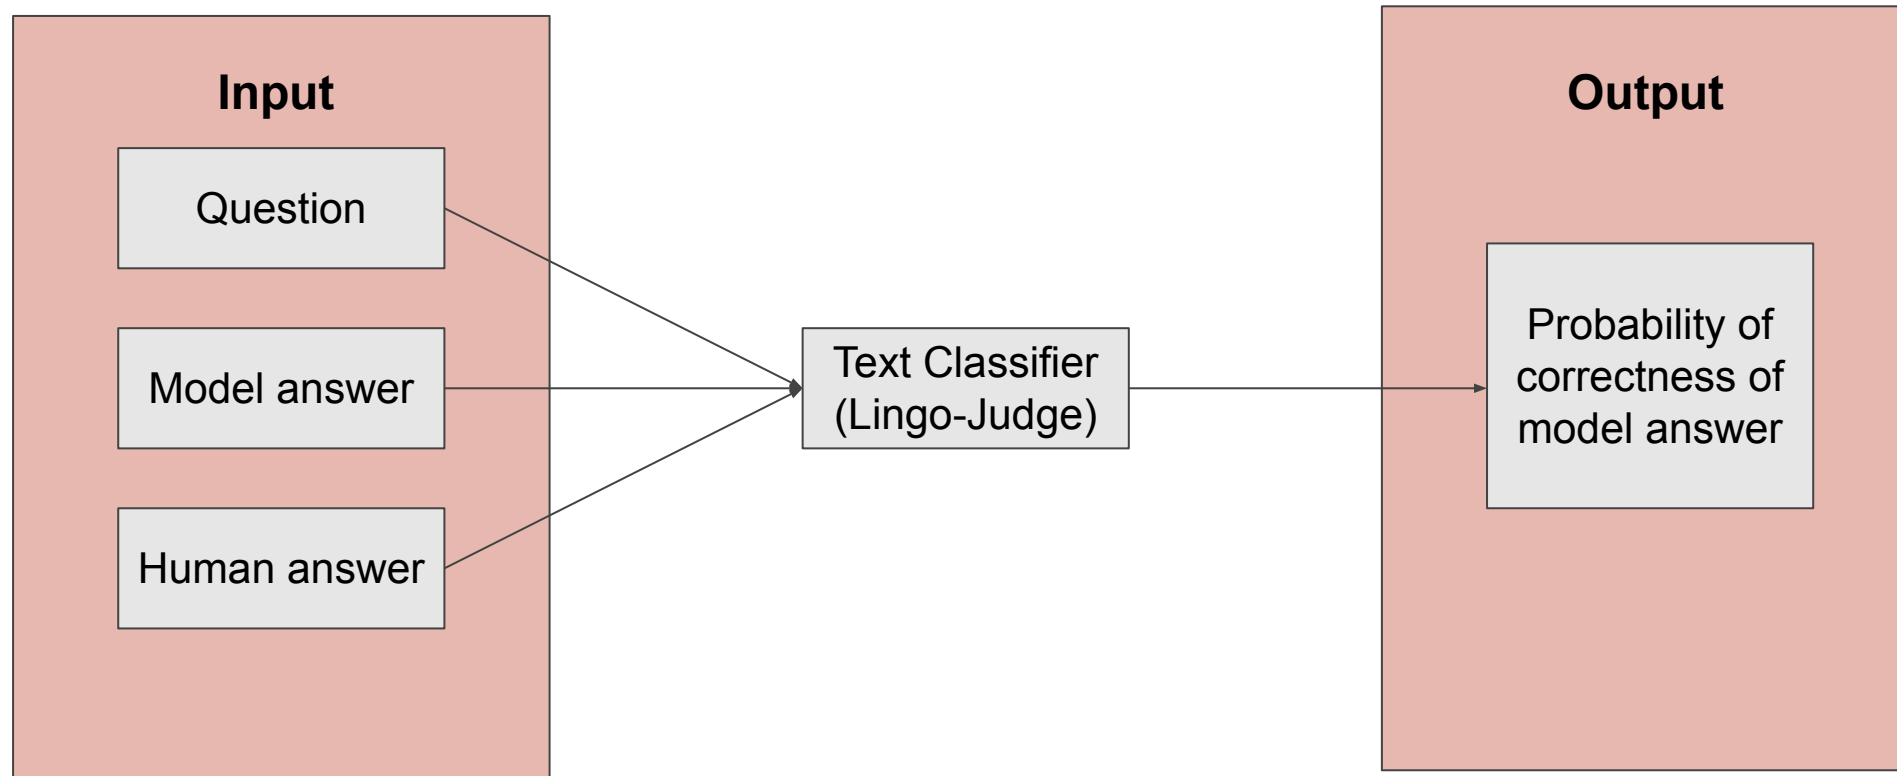 Input
Question
Model answer
Human answer
Text Classifier
(Lingo-Judge)
Output
Probability of
correctness of
model answer